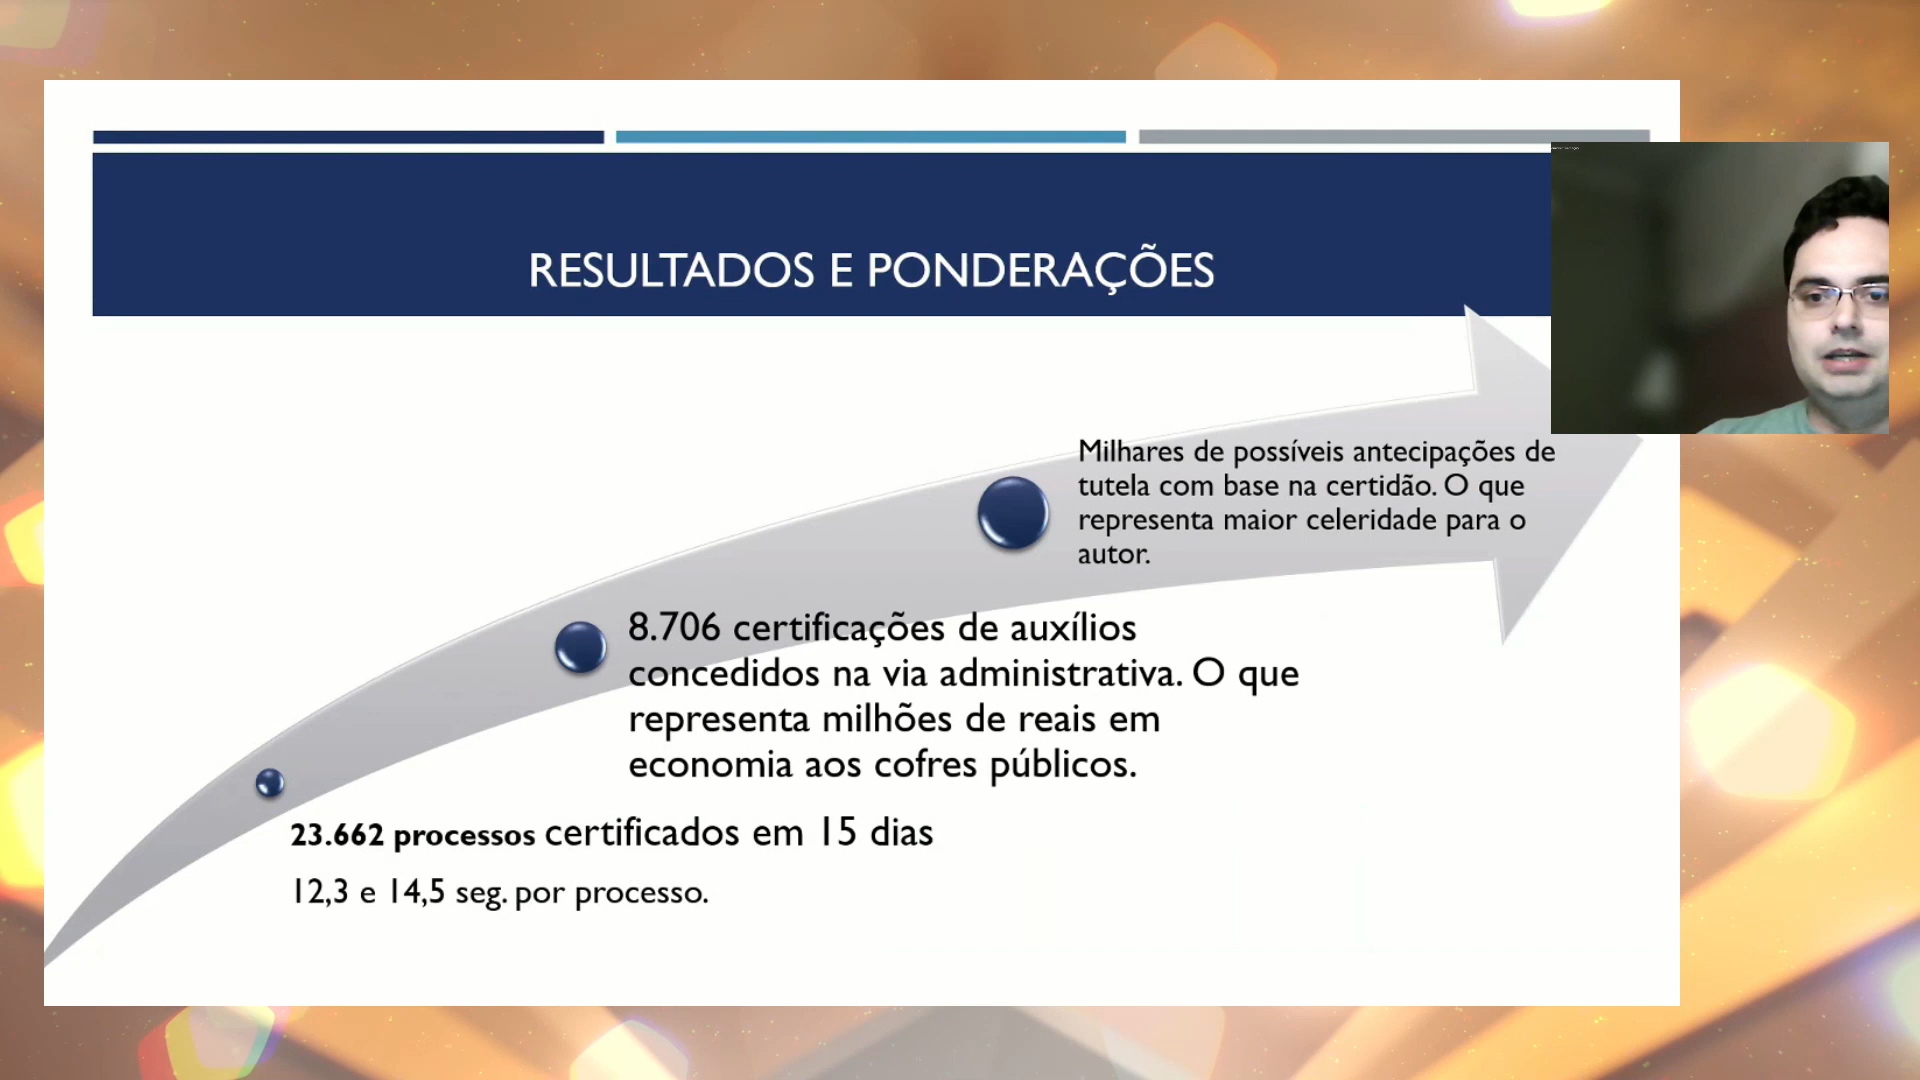 RESULTADOS E PONDERAÇÕES
Milhares de possíveis antecipações de
tutela com base na certidão. O que
representa maior celeridade para o
autor.
8.706 certificações de auxílios
concedidos na via administrativa. O que
representa milhões de reais em
economia aos cofres públicos.
23.662 processos certificados em 15 dias
12,3 e 14,5 seg. por processo.